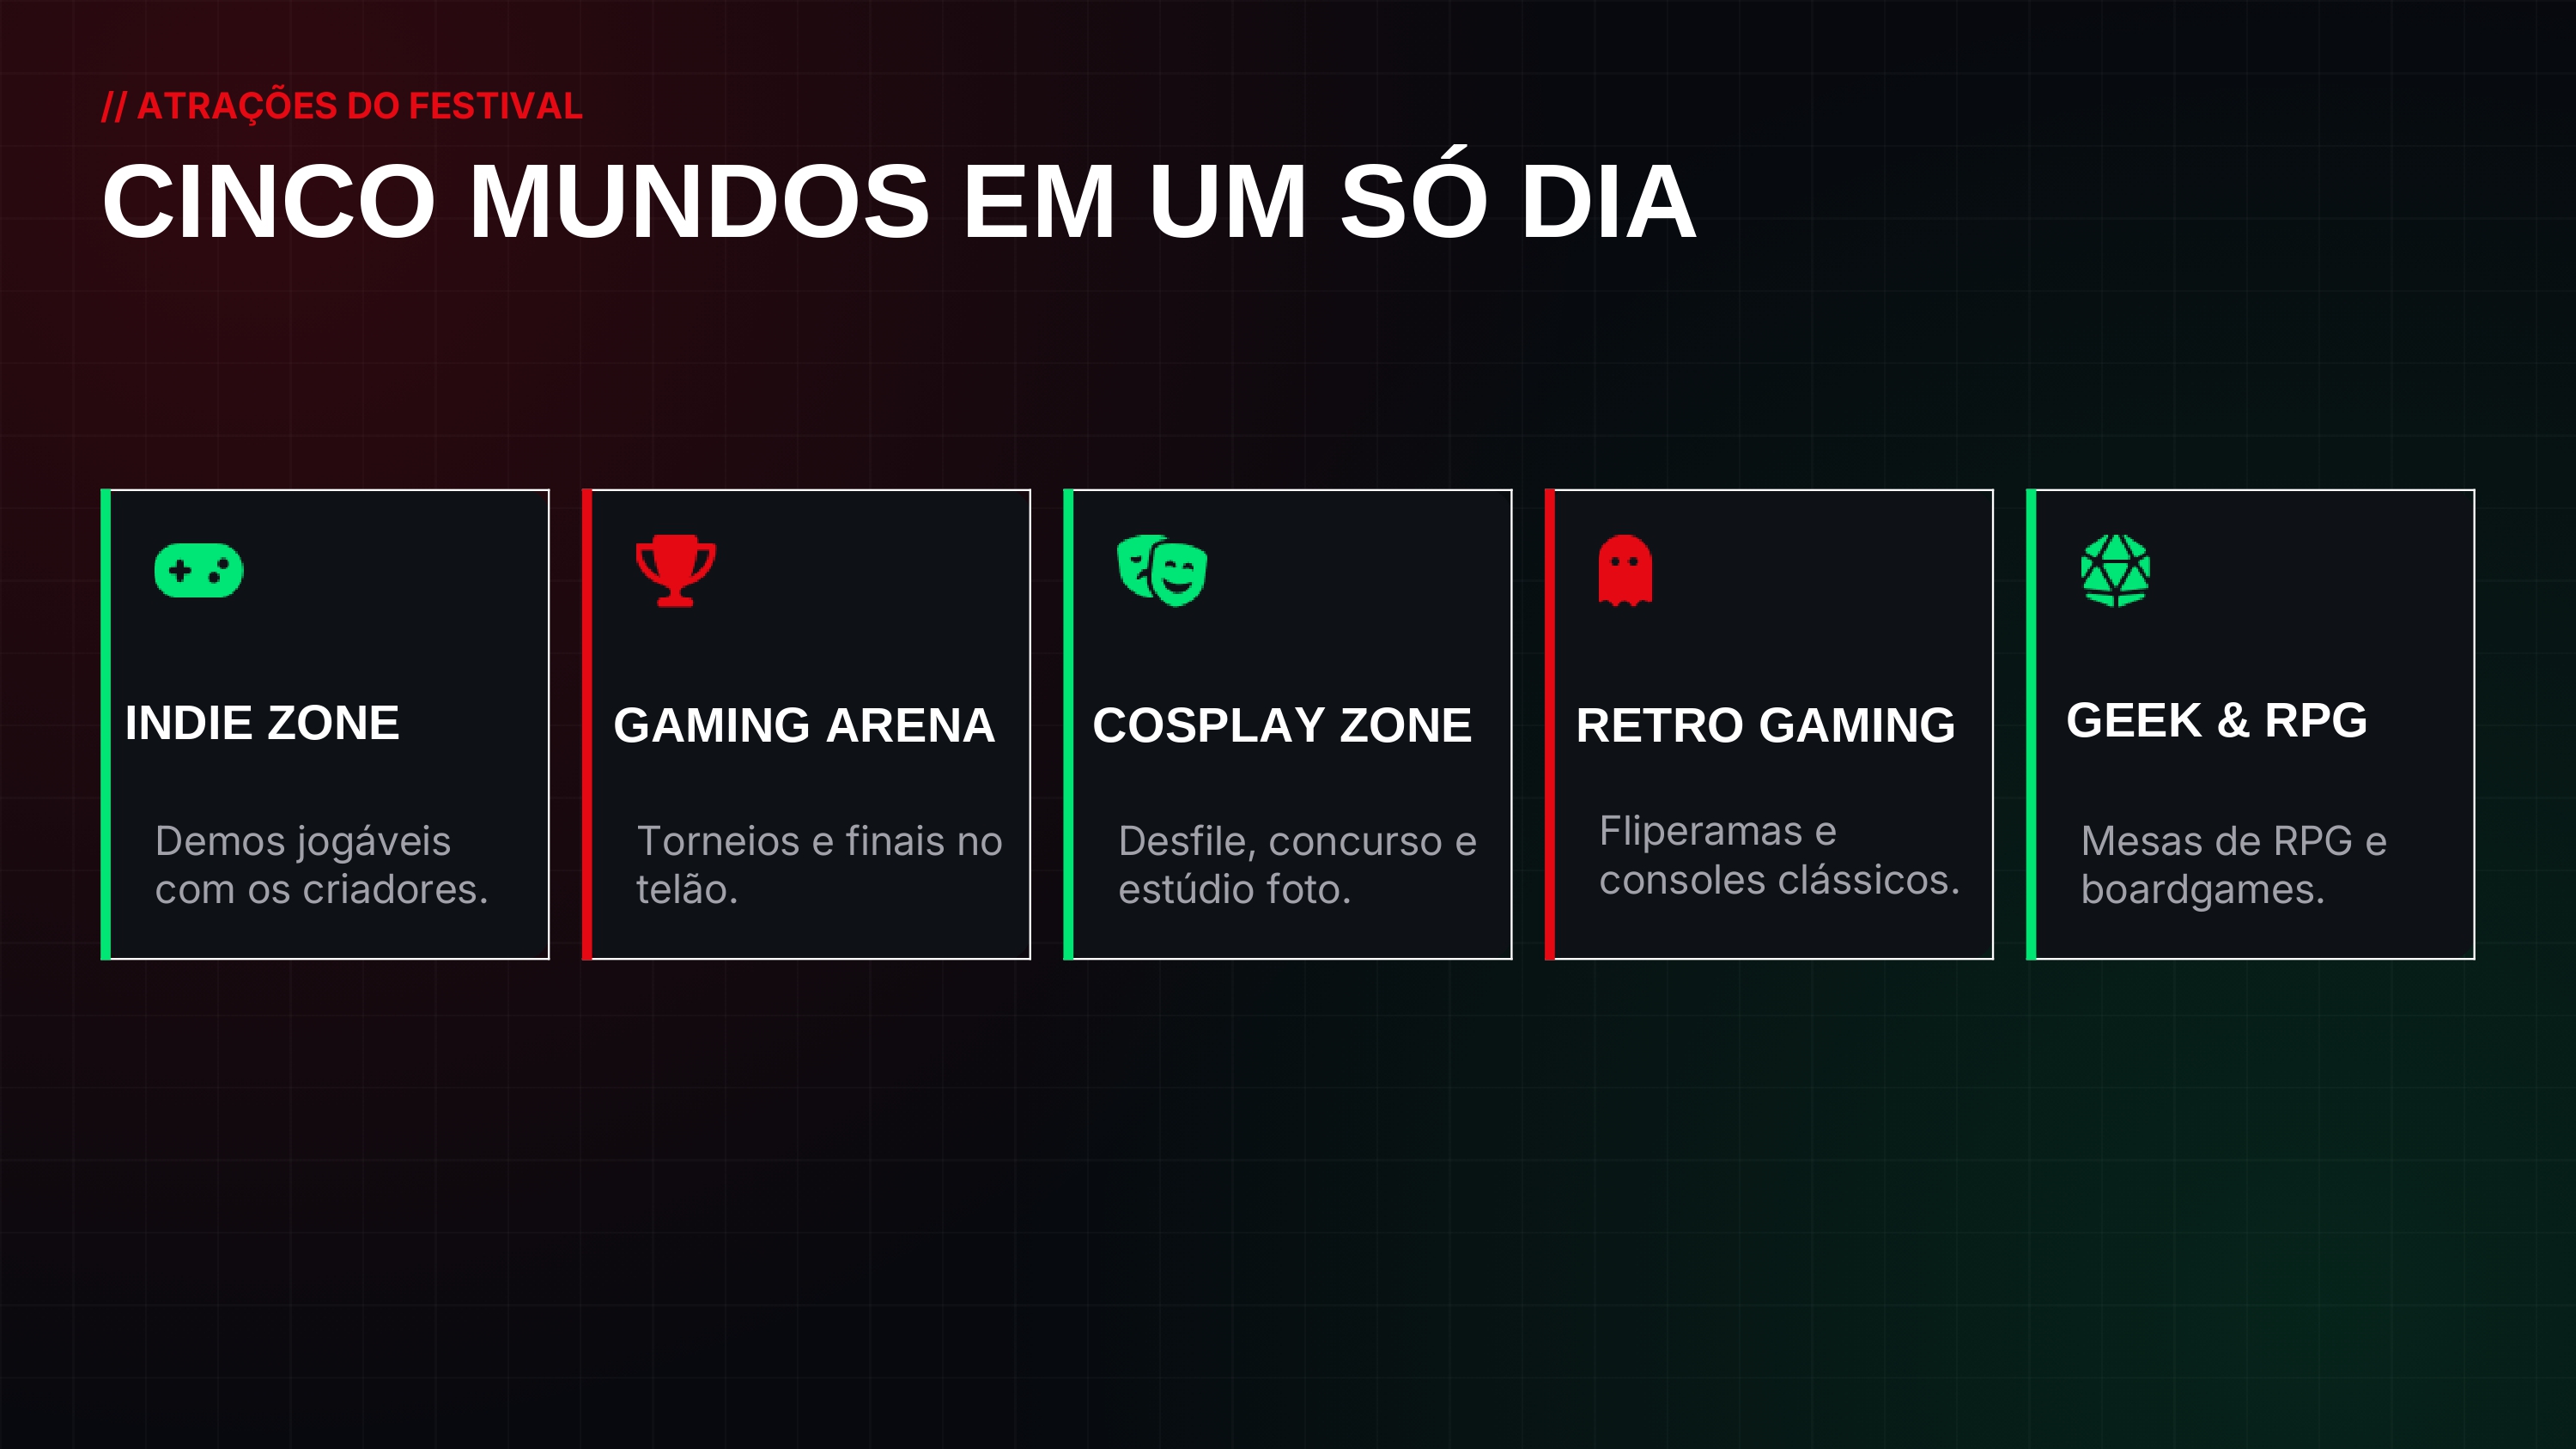 // ATRAÇÕES DO FESTIVAL
CINCO MUNDOS EM UM SÓ DIA
INDIE ZONE
Demos jogáveis
com os criadores.
GAMING ARENA
Torneios e finais no
telão.
COSPLAY ZONE
Desfile, concurso e
estúdio foto.
RETRO GAMING
Fliperamas e
consoles clássicos.
GEEK & RPG
Mesas de RPG e
boardgames.